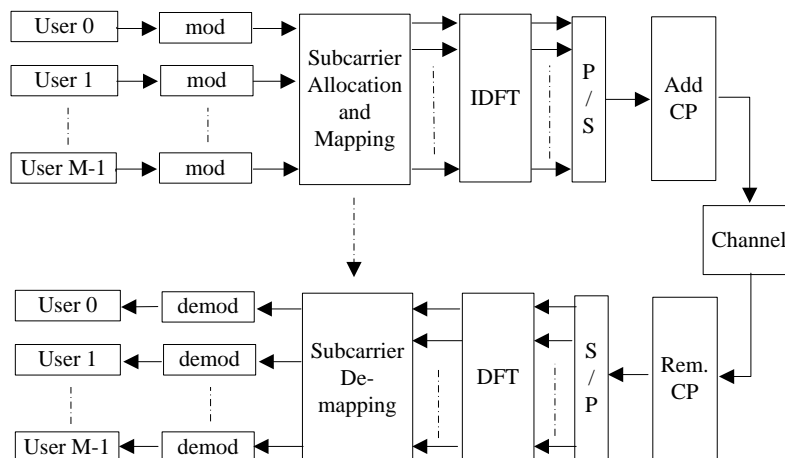 User 0
mod
User 1
mod
User M-1
mod
Subcarrier
Allocation
and
Mapping
IDFT
P
/
S
Add
CP
Channel
User 0
demod
User 1
demod
User M-1
demod
Subcarrier
De-
mapping
DFT
S
/
P
Rem.
CP